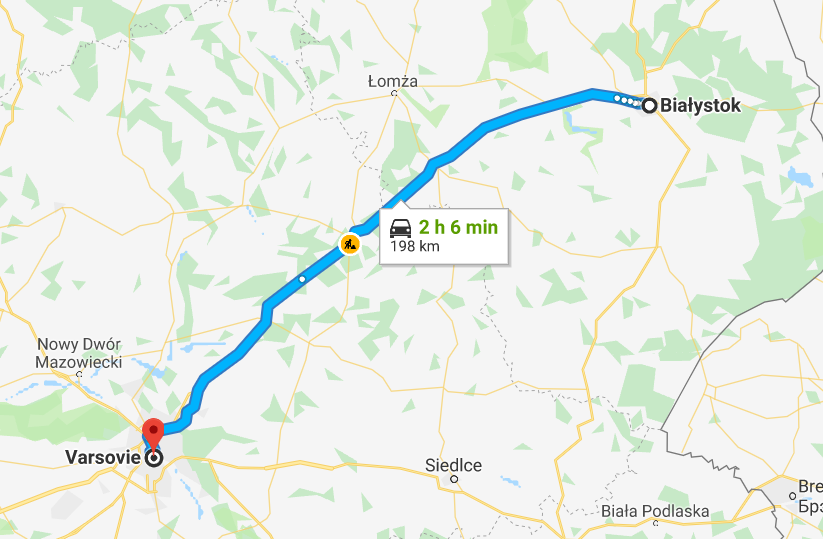 Łomża
Białystok
2 h 6 min
198 km
Nowy Dwór
Mazowiecki
Varsovie
Siedlce
Bre
Брэ
Biała Podlaska